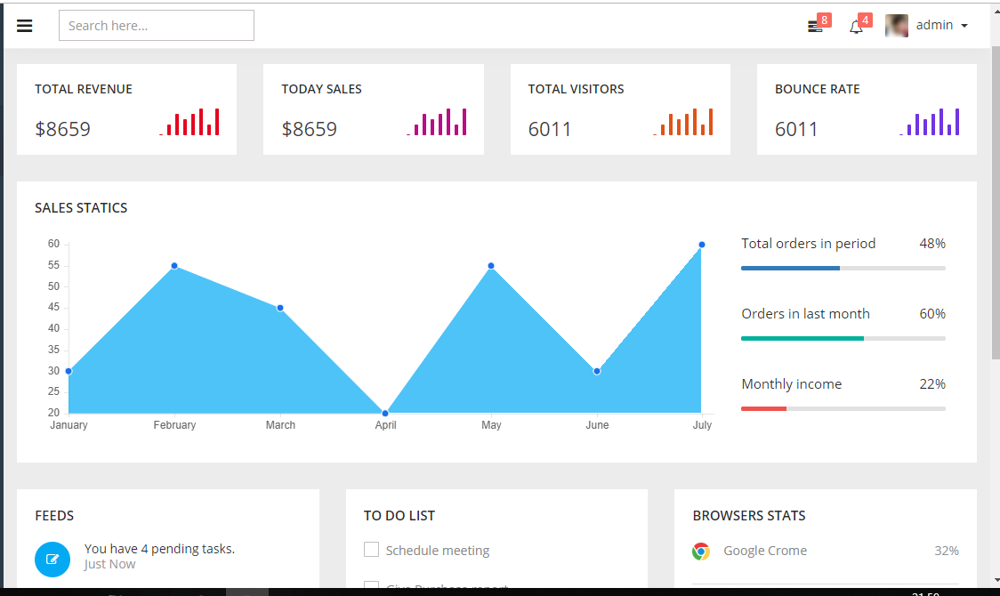 Search here...
8
4
admin
TOTAL REVENUE
$8659
TODAY SALES
$8659
TOTAL VISITORS
6011
BOUNCE RATE
6011
SALES STATICS
60
55
50
45
40
35
30
25
20
January February March April May June July
Total orders in period 48%
Orders in last month 60%
Monthly income 22%
FEEDS
You have 4 pending tasks.
Just Now
TO DO LIST
Schedule meeting
Give Purchase report
BROWSERS STATS
Google Crome 32%